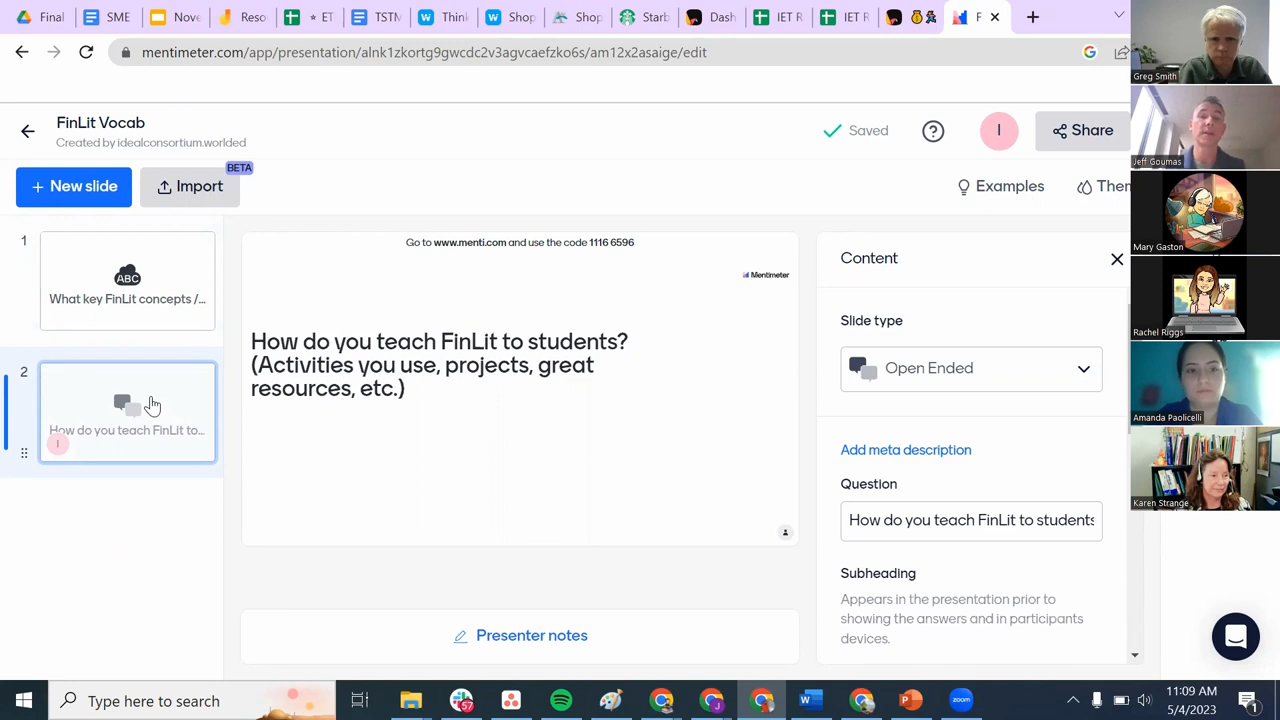 Finan
SME
Nove
Reso
ET
TSTM
Think
Shop
Shop
Starb
Dash
IET R
IET R
F
mentimeter.com/app/presentation/alnk1zkortg9gwcdc2v3agvcaefzko6s/am12x2asaige/edit
FinLit Vocab
Created by idealconsortium.worlded
Saved
I
Share
New slide
Import
BETA
Examples
Them
1
ABC
What key FinLit concepts /...
2
How do you teach FinLit to...
I
Go to www.menti.com and use the code 1116 6596
Mentimeter
How do you teach FinLit to students?
(Activities you use, projects, great
resources, etc.)
Presenter notes
Content
Slide type
Open Ended
Add meta description
Question
How do you teach FinLit to students
Subheading
Appears in the presentation prior to
showing the answers and in participants
devices.
Greg Smith
Jeff Goumas
Mary Gaston
Rachel Riggs
Amanda Paolicelli
Karen Strange
Type here to search
57
zoom
11:09 AM
5/4/2023
1